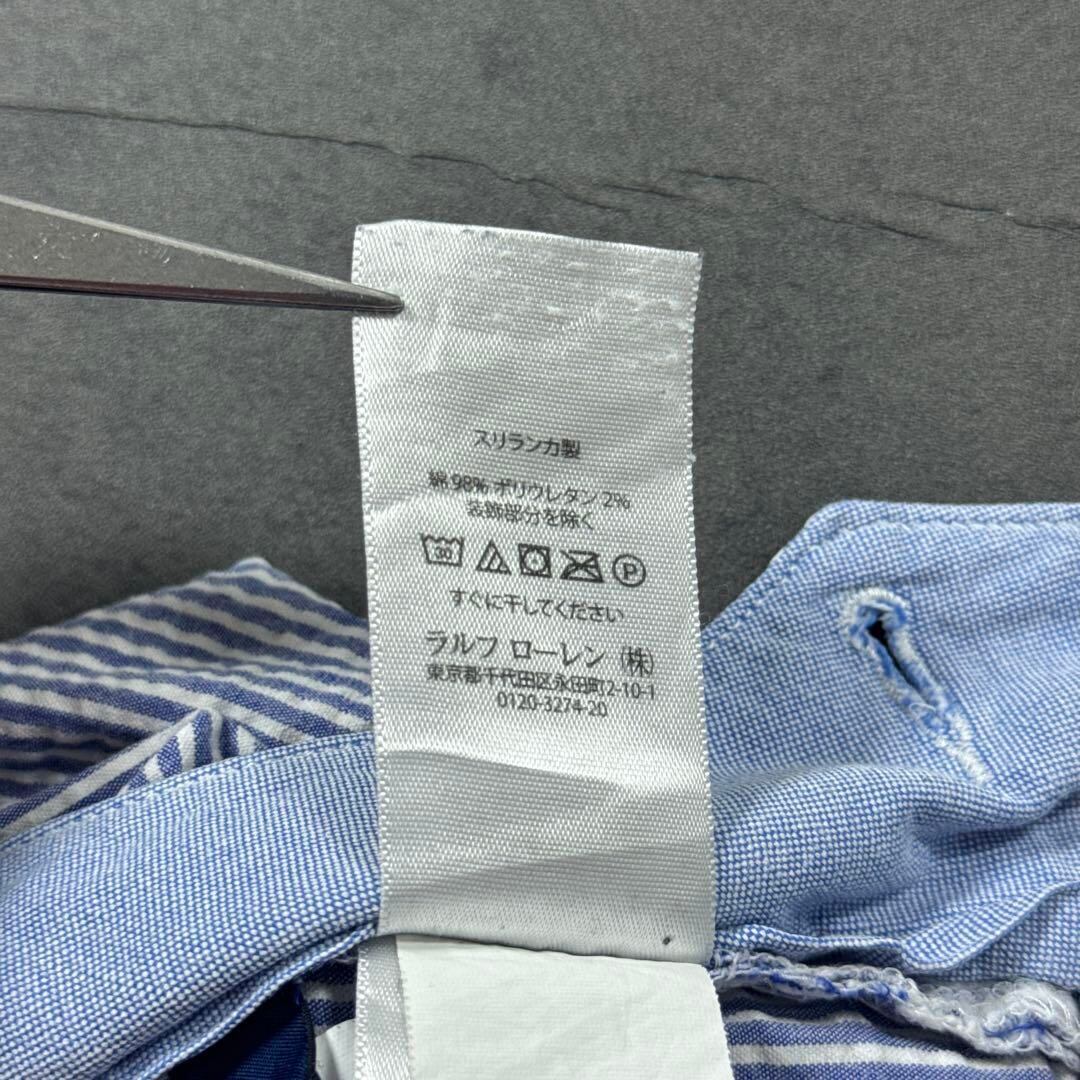 スリランカ製
綿 98% ポリウレタン 2%
装飾部分を除く
30 P
すぐに干してください
ラルフ ローレン (株)
東京都千代田区永田町2-10-1
0120-3274-20